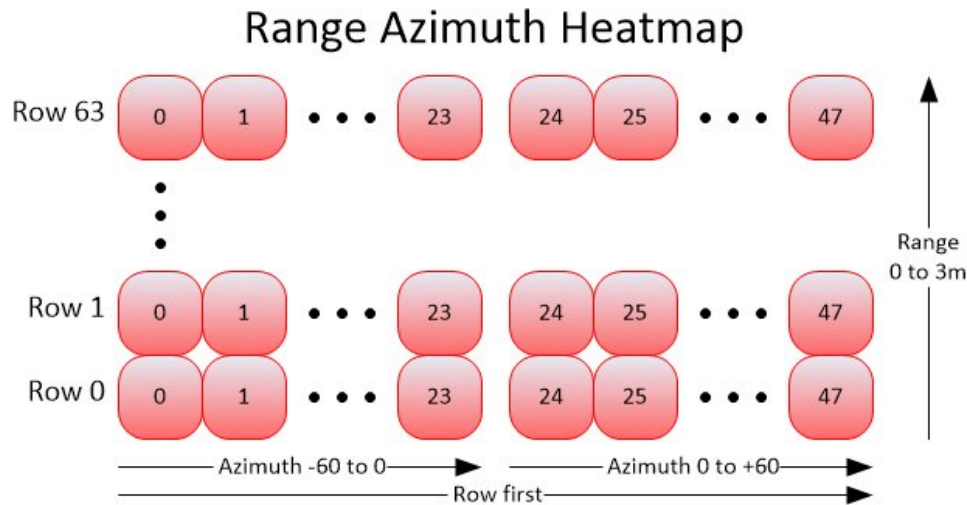 Range Azimuth Heatmap
Row 63 0 1 23 24 25 47
Range
0 to 3m
Row 1 0 1 23 24 25 47
Row 0 0 1 23 24 25 47
Azimuth -60 to 0 Azimuth 0 to +60
Row first